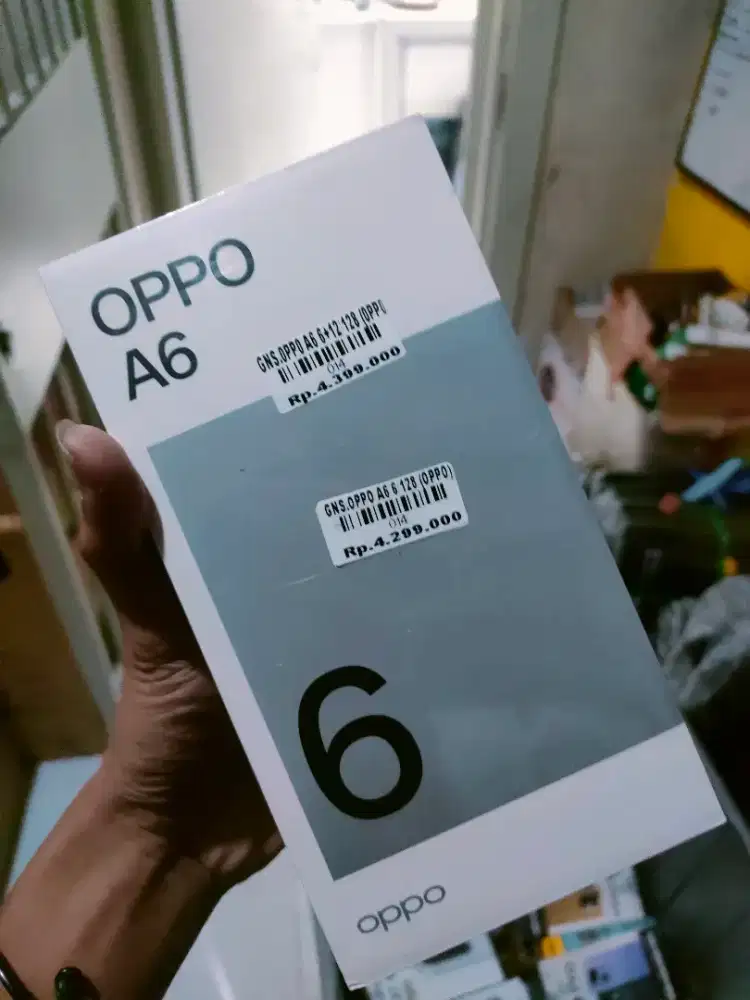 OPPO
A6
GNS.OPPO A6 6+12 128 (OPPO
014
Rp.4.399.000
GNS.OPPO A6 6 128 (OPPO)
014
Rp.4.299.000
6
oppo